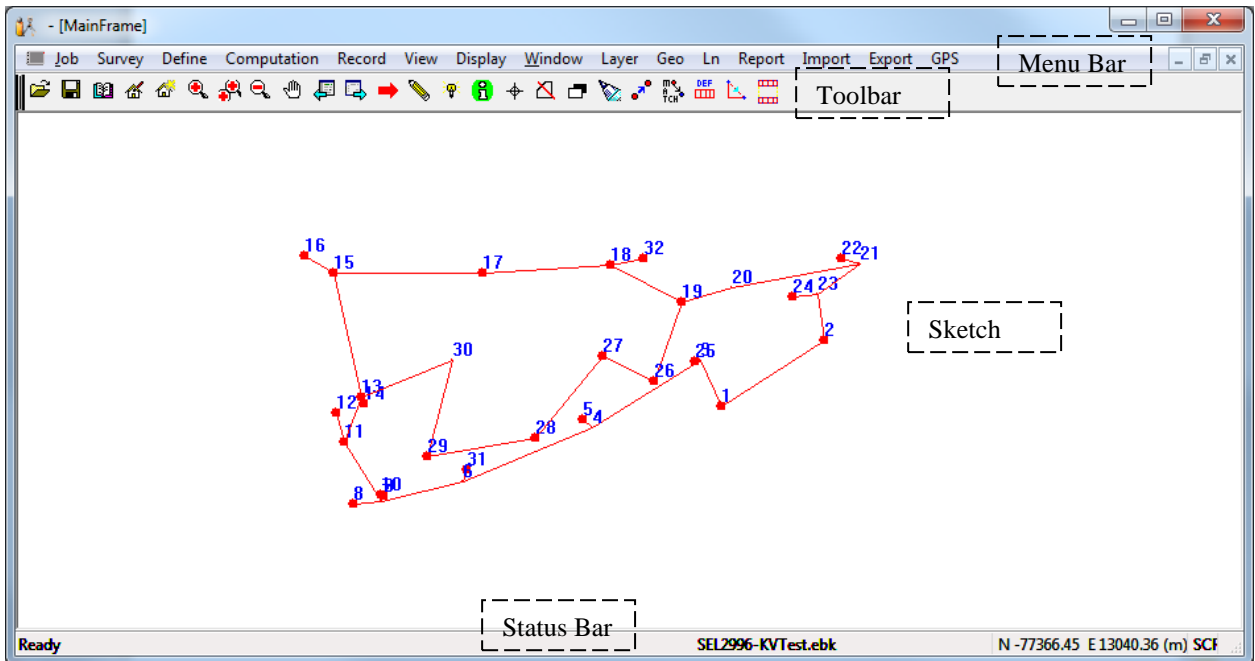 - [MainFrame]
Job Survey Define Computation Record View Display Window Layer Geo Ln Report Import Export GPS
Menu Bar
DEF
Toolbar
16
15
17
18
32
22
21
20
19
24
23
2
Sketch
30
27
26
25
1
13
12
14
5
4
11
28
29
31
6
8
10
Status Bar
Ready
SEL2996-KVTest.ebk
N -77366.45 E 13040.36 (m) SCR